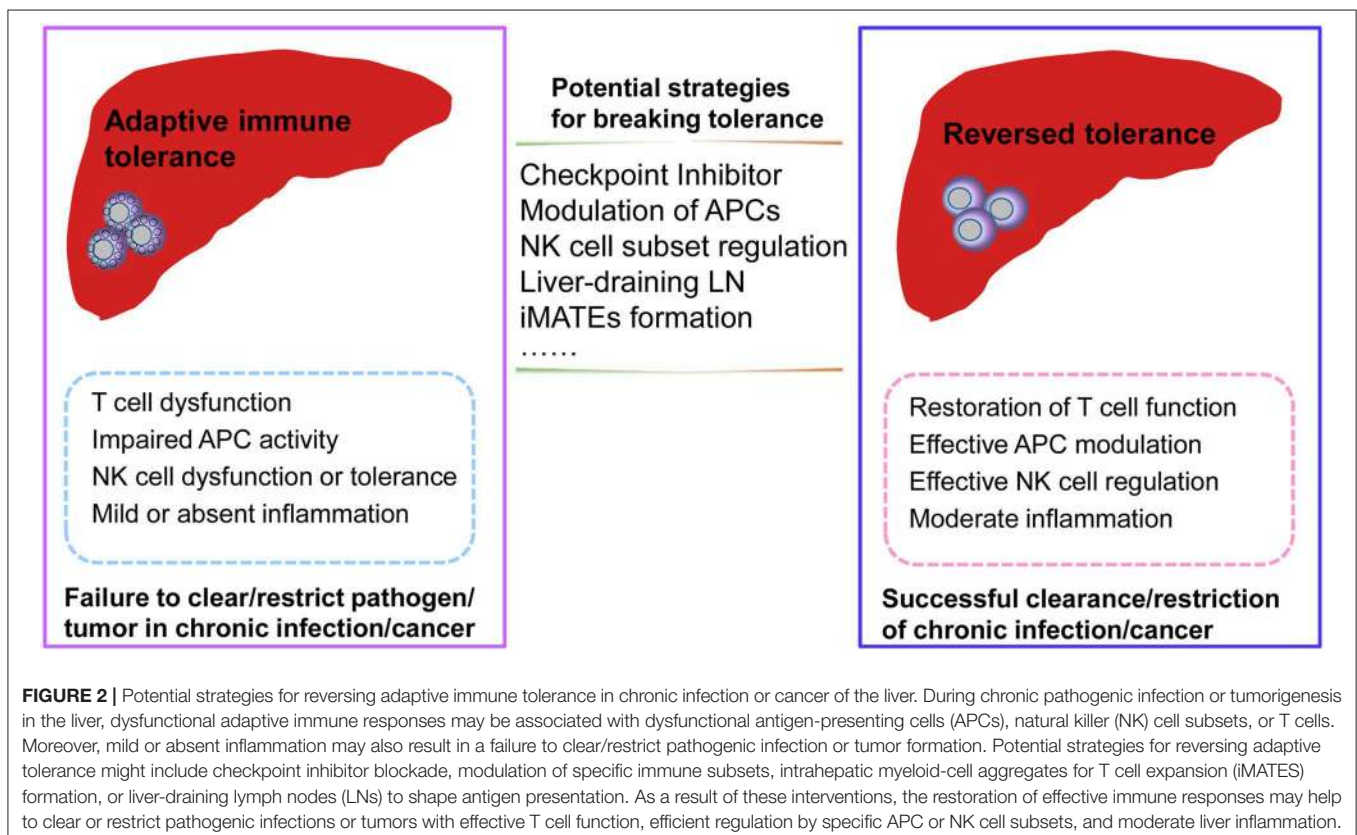 Adaptive immune
tolerance
T cell dysfunction
Impaired APC activity
NK cell dysfunction or tolerance
Mild or absent inflammation
Failure to clear/restrict pathogen/
tumor in chronic infection/cancer
Potential strategies
for breaking tolerance
Checkpoint Inhibitor
Modulation of APCs
NK cell subset regulation
Liver-draining LN
iMATEs formation
......
Reversed tolerance
Restoration of T cell function
Effective APC modulation
Effective NK cell regulation
Moderate inflammation
Successful clearance/restriction
of chronic infection/cancer
FIGURE 2 | Potential strategies for reversing adaptive immune tolerance in chronic infection or cancer of the liver. During chronic pathogenic infection or tumorigenesis
in the liver, dysfunctional adaptive immune responses may be associated with dysfunctional antigen-presenting cells (APCs), natural killer (NK) cell subsets, or T cells.
Moreover, mild or absent inflammation may also result in a failure to clear/restrict pathogenic infection or tumor formation. Potential strategies for reversing adaptive
tolerance might include checkpoint inhibitor blockade, modulation of specific immune subsets, intrahepatic myeloid-cell aggregates for T cell expansion (iMATES)
formation, or liver-draining lymph nodes (LNs) to shape antigen presentation. As a result of these interventions, the restoration of effective immune responses may help
to clear or restrict pathogenic infections or tumors with effective T cell function, efficient regulation by specific APC or NK cell subsets, and moderate liver inflammation.